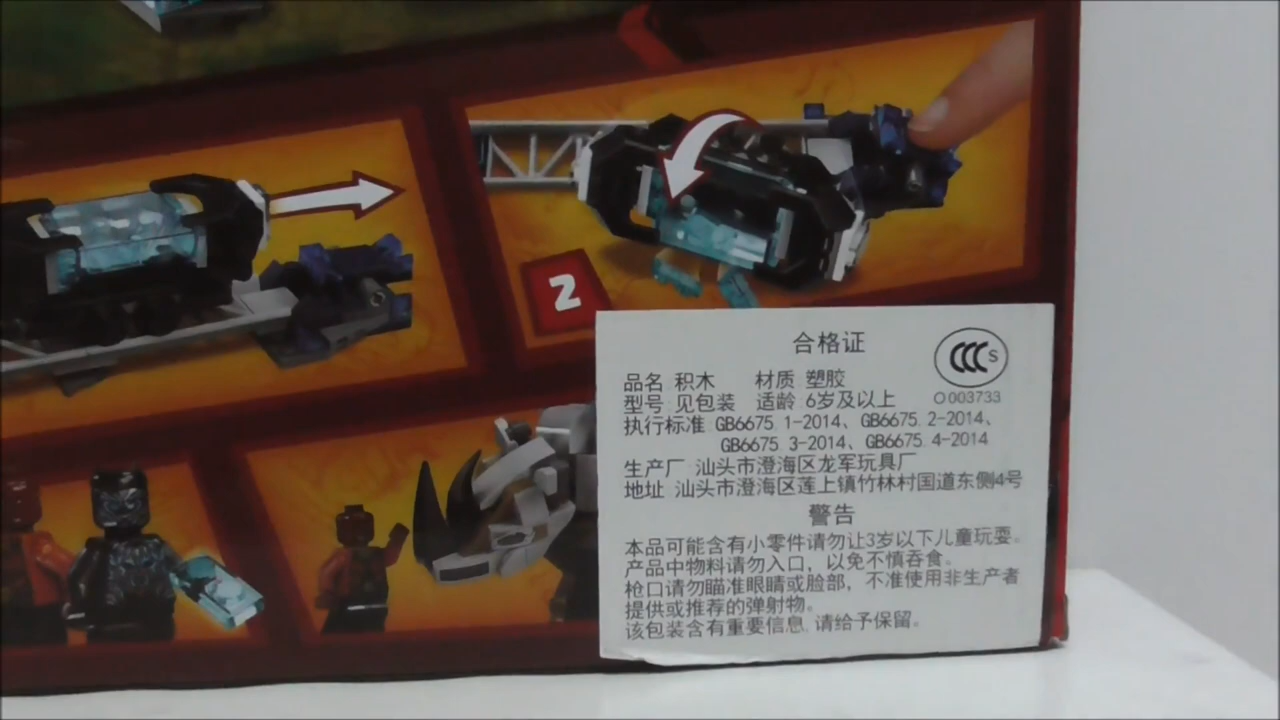 2
合格证
CCC S
品名 积木 材质 塑胶
型号 见包装 适龄 6岁及以上
O003733
执行标准 GB6675.1-2014、GB6675.2-2014、
GB6675.3-2014、GB6675.4-2014
生产厂 汕头市澄海区龙军玩具厂
地址 汕头市澄海区莲上镇竹林村国道东侧4号
警告
本品可能含有小零件请勿让3岁以下儿童玩耍。
产品中物料请勿入口，以免不慎吞食。
枪口请勿瞄准眼睛或脸部，不准使用非生产者
提供或推荐的弹射物。
该包装含有重要信息,请给予保留。